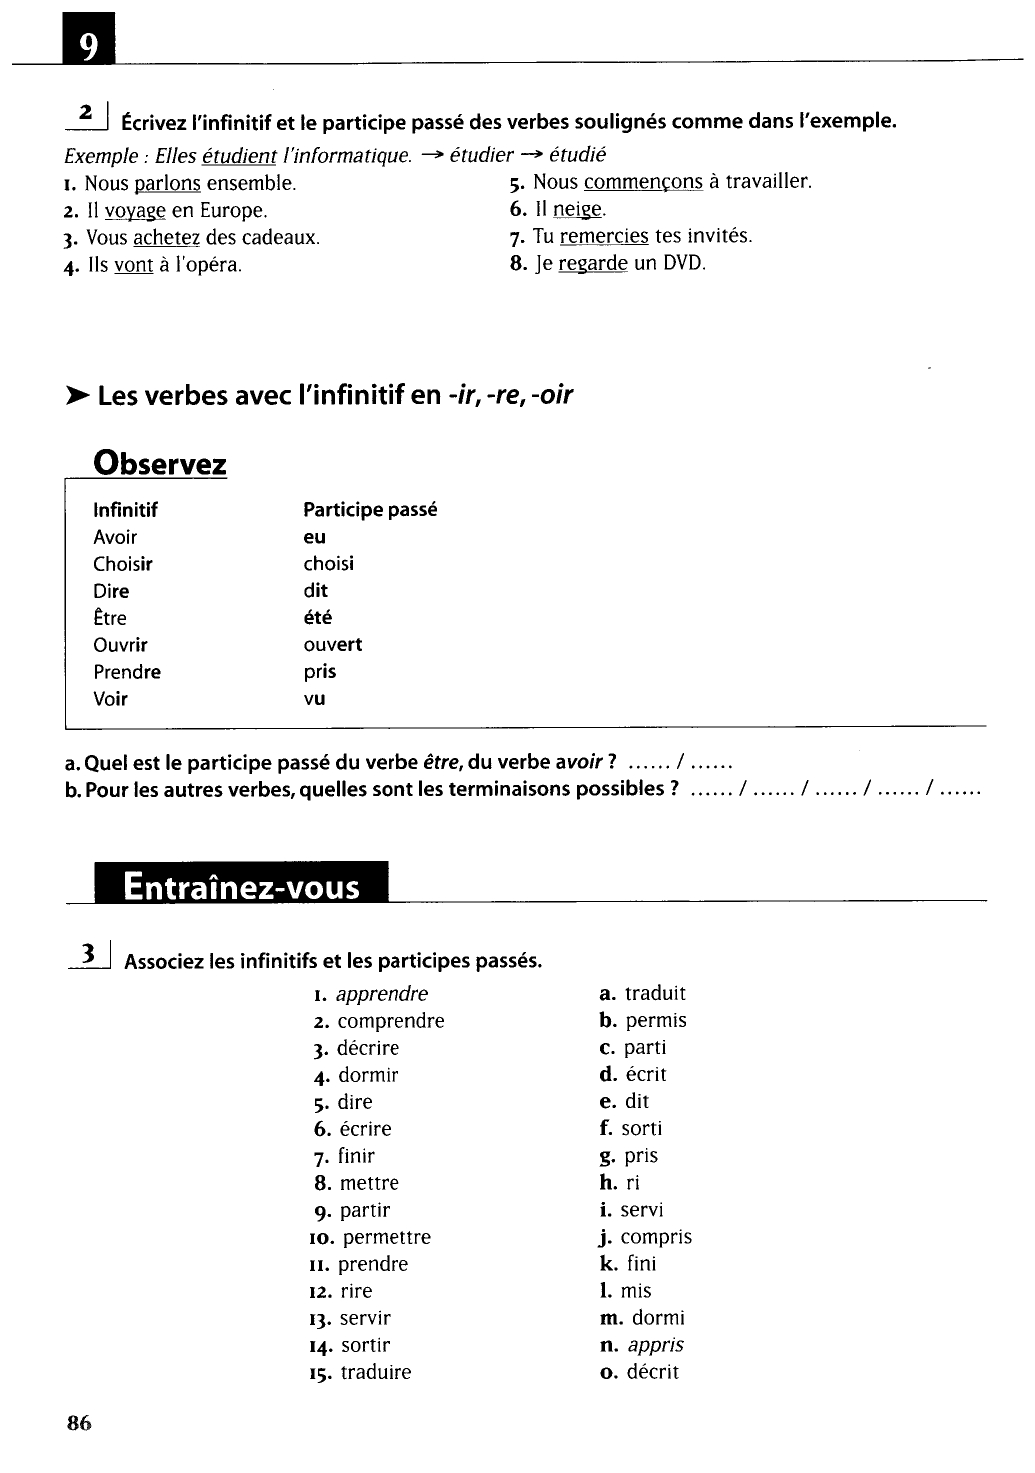 9
2 Écrivez l'infinitif et le participe passé des verbes soulignés comme dans l'exemple.
Exemple : Elles étudient l'informatique. → étudier → étudié
1. Nous parlons ensemble.
2. Il voyage en Europe.
3. Vous achetez des cadeaux.
4. Ils vont à l'opéra.
5. Nous commençons à travailler.
6. Il neige.
7. Tu remercies tes invités.
8. Je regarde un DVD.
➤ Les verbes avec l'infinitif en -ir, -re, -oir
Observez
Infinitif Participe passé
Avoir eu
Choisir choisi
Dire dit
Être été
Ouvrir ouvert
Prendre pris
Voir vu
a. Quel est le participe passé du verbe être, du verbe avoir ? ...... / ......
b. Pour les autres verbes, quelles sont les terminaisons possibles ? ...... / ...... / ...... / ...... / ......
Entraînez-vous
3 Associez les infinitifs et les participes passés.
1. apprendre a. traduit
2. comprendre b. permis
3. décrire c. parti
4. dormir d. écrit
5. dire e. dit
6. écrire f. sorti
7. finir g. pris
8. mettre h. ri
9. partir i. servi
10. permettre j. compris
11. prendre k. fini
12. rire l. mis
13. servir m. dormi
14. sortir n. appris
15. traduire o. décrit
86